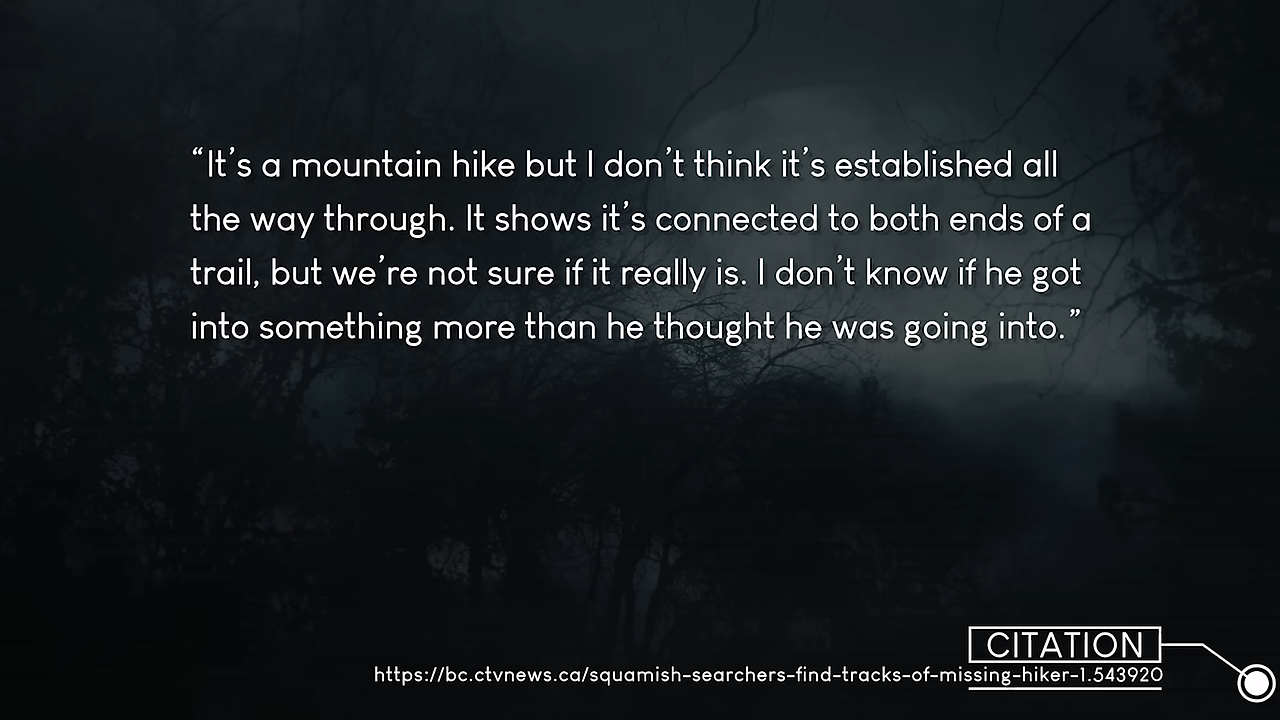 “It’s a mountain hike but I don’t think it’s established all
the way through. It shows it’s connected to both ends of a
trail, but we’re not sure if it really is. I don’t know if he got
into something more than he thought he was going into.”
CITATION
https://bc.ctvnews.ca/squamish-searchers-find-tracks-of-missing-hiker-1.543920